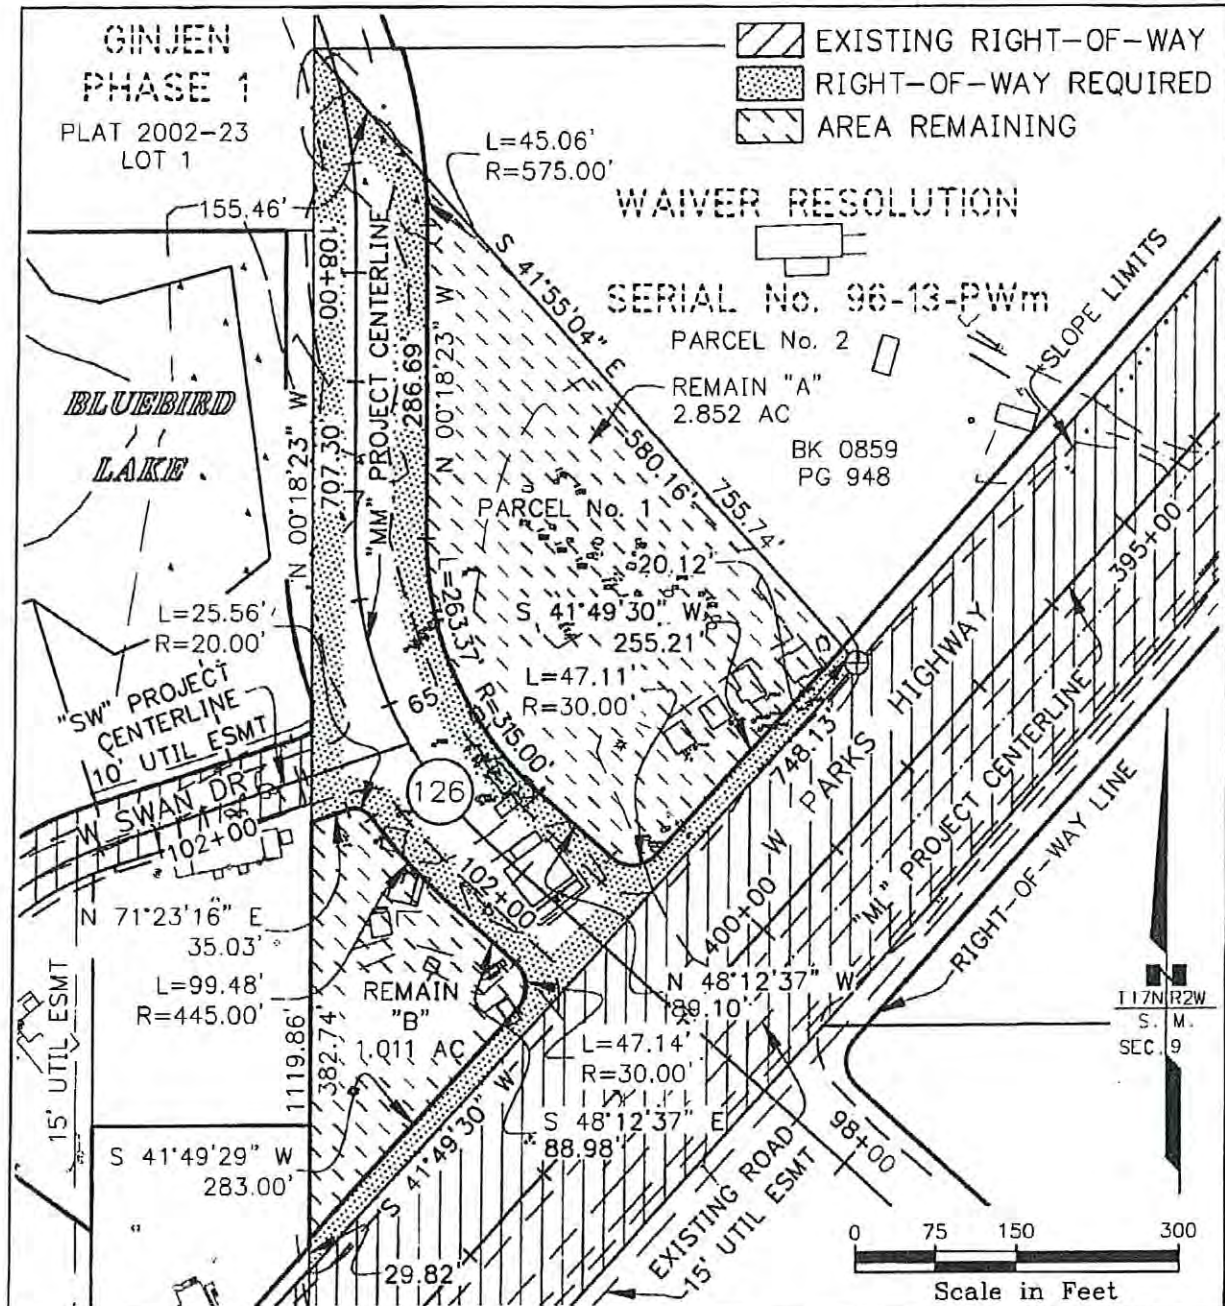 GINJEN
PHASE 1
PLAT 2002-23
LOT 1
EXISTING RIGHT-OF-WAY
RIGHT-OF-WAY REQUIRED
AREA REMAINING
L=45.06'
R=575.00'
WAIVER RESOLUTION
SERIAL No. 96-13-PWm
PARCEL No. 2
REMAIN "A"
2.852 AC
BK 0859
PG 948
155.46'
108+00
"MM" PROJECT CENTERLINE
286.69'
N 00°18'23" W
S 41°55'04" E
580.16'
755.74'
SLOPE LIMITS
395+00
BLUEBIRD
LAKE
N 00°18'23" W
707.30'
PARCEL No. 1
20.12'
S 41°49'30" W
255.21'
L=47.11'
R=30.00'
L=263.37'
R=315.00'
L=25.56'
R=20.00'
"SW" PROJECT
CENTERLINE
10' UTIL ESMT
W SWAN DR
102+00
65
126
102+00
748.13'
PARKS HIGHWAY
400+00
W
"ML" PROJECT CENTERLINE
RIGHT-OF-WAY LINE
N 71°23'16" E
35.03'
L=99.48'
R=445.00'
REMAIN
"B"
1.011 AC
N 48°12'37" W
89.10'
L=47.14'
R=30.00'
S 48°12'37" E
88.98'
T17N R2W
S. M.
SEC. 9
15' UTIL ESMT
1119.86'
382.74'
S 41°49'30" W
S 41°49'29" W
283.00'
29.82'
98+00
EXISTING ROAD
15' UTIL ESMT
0 75 150 300
Scale in Feet